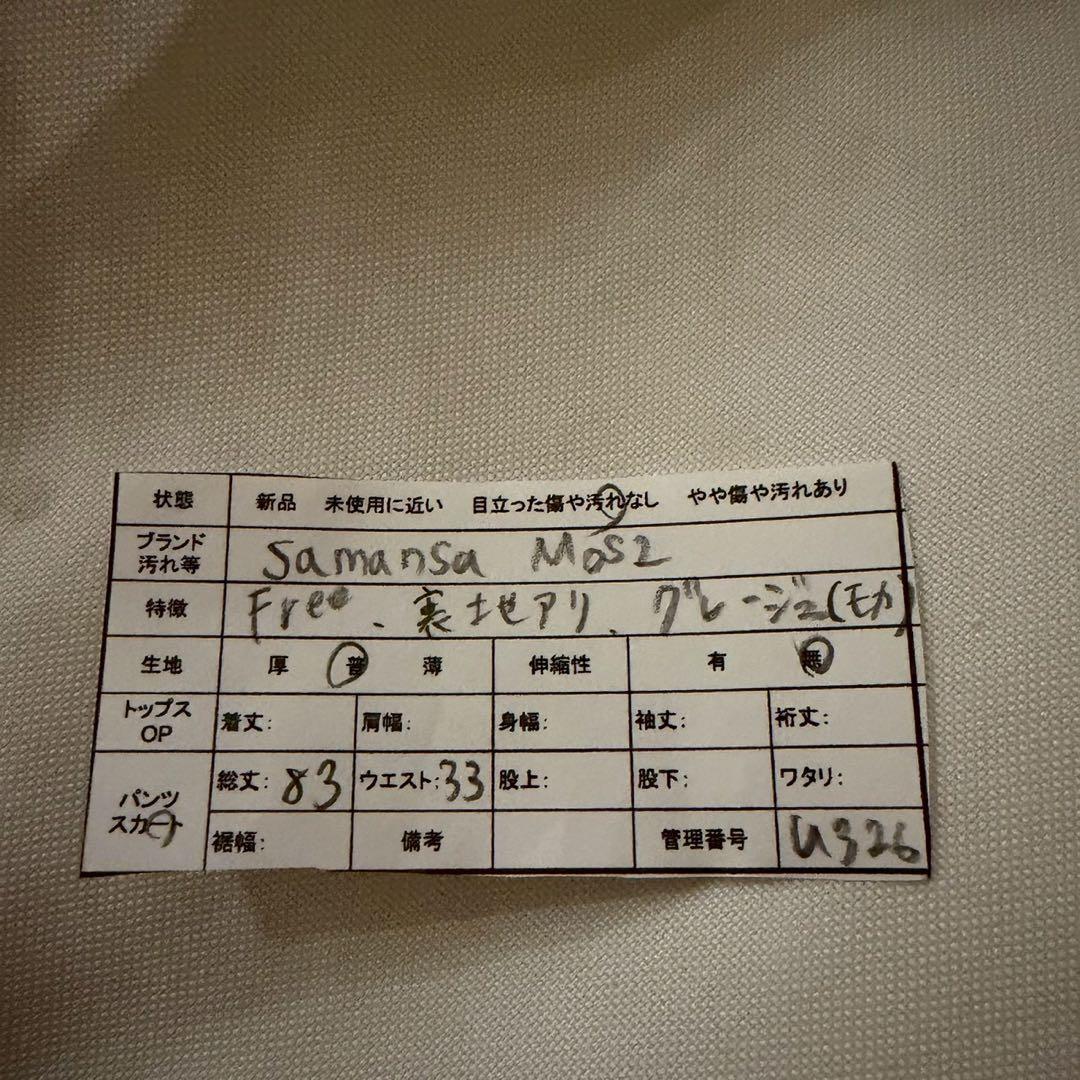 状態 新品 未使用に近い 目立った傷や汚れなし やや傷や汚れあり
ブランド
汚れ等 Samansa Mos2
特徴 Free、裏地アリ、グレージュ(モカ)
生地 厚 普 薄 伸縮性 有 無
トップス
OP 着丈: 肩幅: 身幅: 袖丈: 裄丈:
パンツ
スカート 総丈: 83 ウエスト: 33 股上: 股下: ワタリ:
裾幅: 備考 管理番号 U326